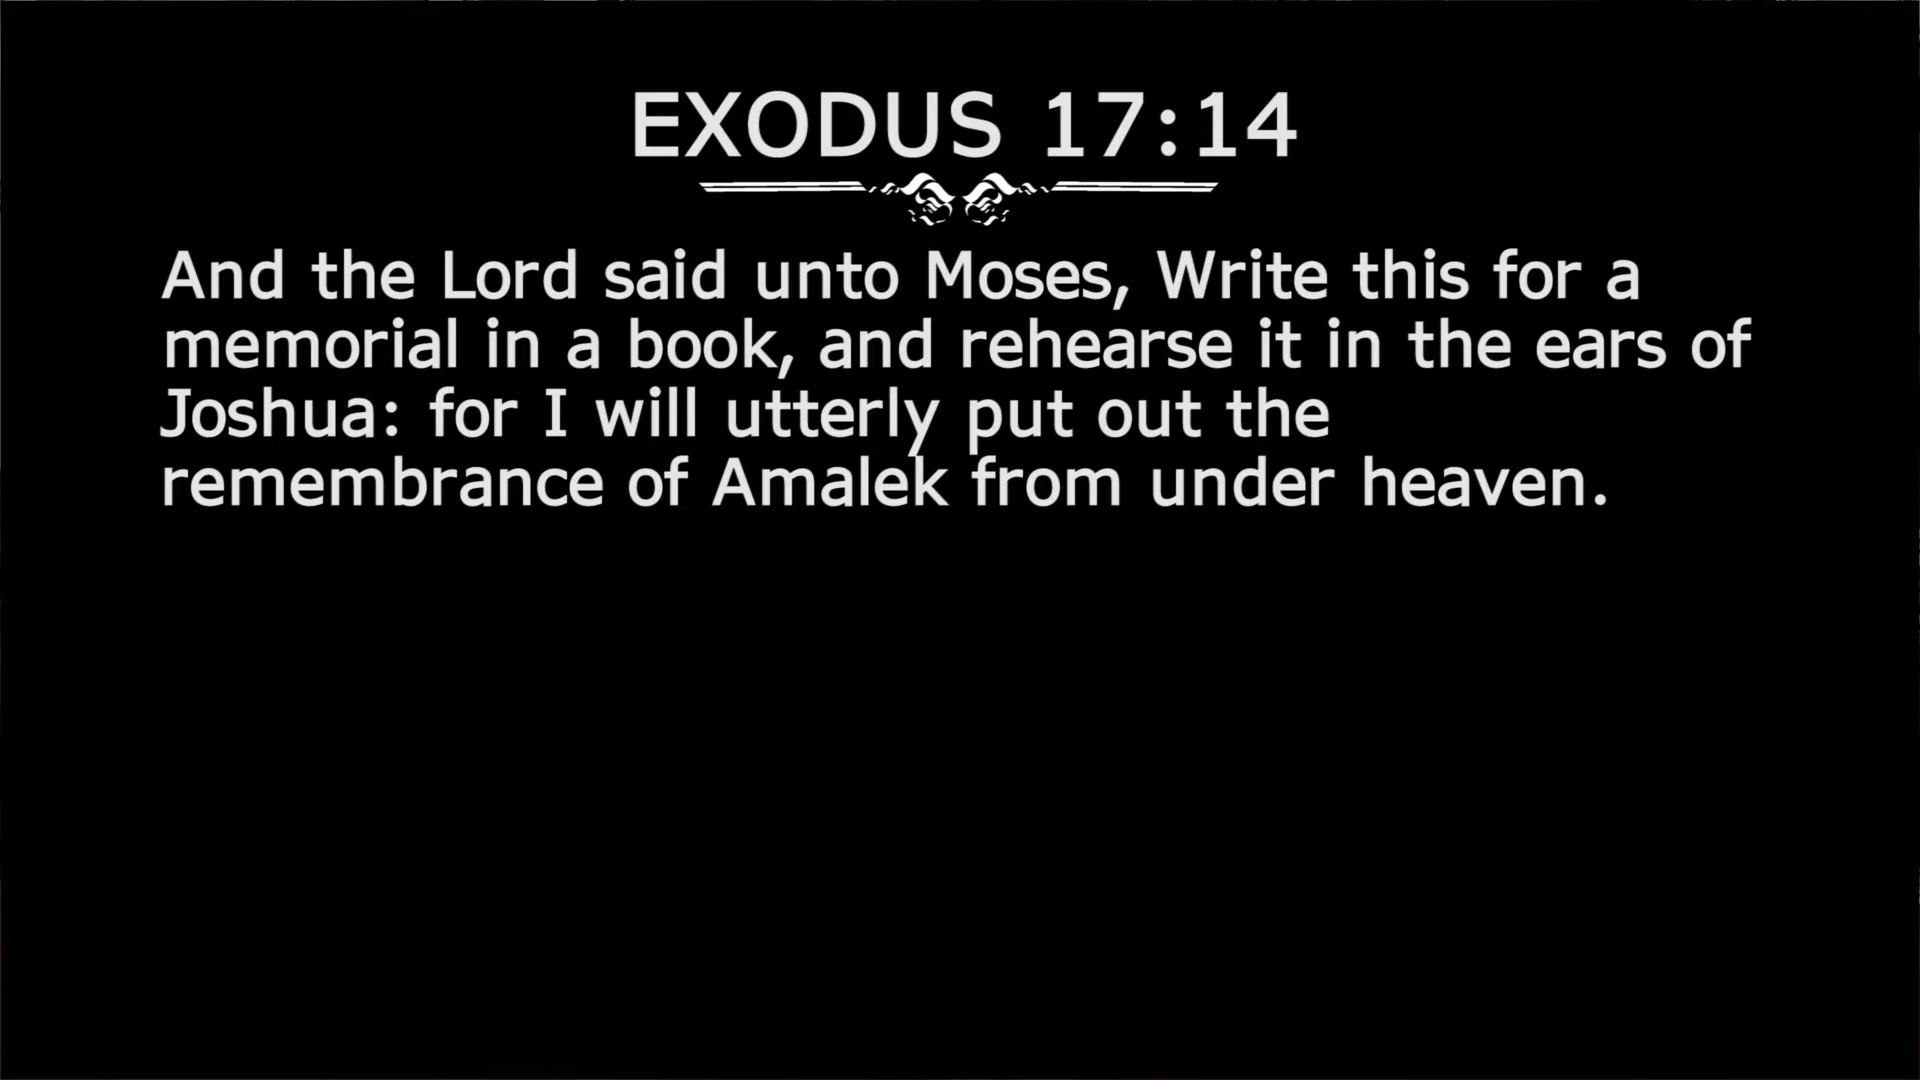 EXODUS 17:14
And the Lord said unto Moses, Write this for a
memorial in a book, and rehearse it in the ears of
Joshua: for I will utterly put out the
remembrance of Amalek from under heaven.